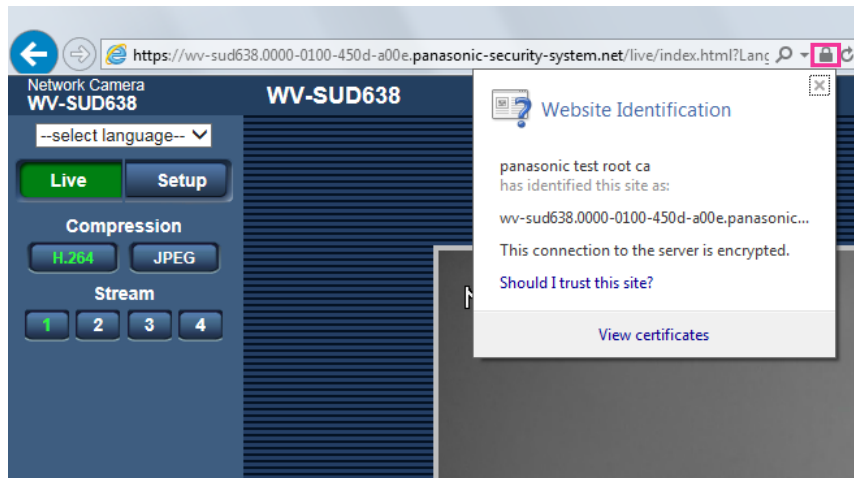 https://wv-sud638.0000-0100-450d-a00e.panasonic-security-system.net/live/index.html?Lang
Network Camera
WV-SUD638
WV-SUD638
--select language--
Live Setup
Compression
H.264 JPEG
Stream
1 2 3 4
Website Identification
panasonic test root ca
has identified this site as:
wv-sud638.0000-0100-450d-a00e.panasonic...
This connection to the server is encrypted.
Should I trust this site?
View certificates